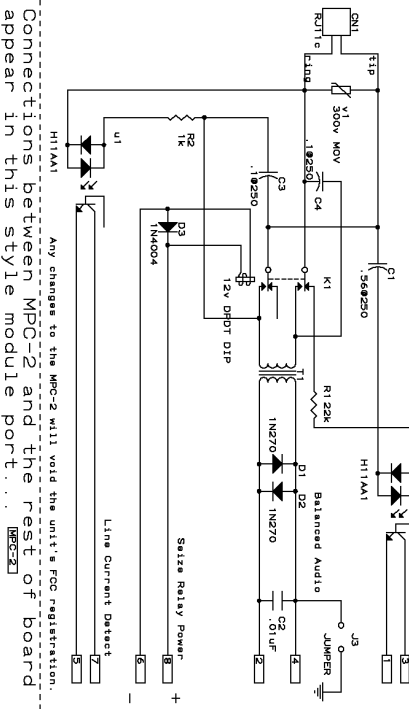 CN1
RJ11c
tip
ring
v1
300v MOV
.1@250
C4
C3
.1@250
C1
.56@250
R2
1k
u1
H11AA1
D3
1N4004
K1
12v DPDT DIP
T1
R1 22k
H11AA1
1N270
D1
D2
1N270
Balanced Audio
C2
.01uF
J3
JUMPER
1
3
4
2
Seize Relay Power
8
+
6
−
Line Current Detect
7
5
Any changes to the MPC-2 will void the unit's FCC registration.
Connections between MPC-2 and the rest of board
appear in this style module port...
MPC-2